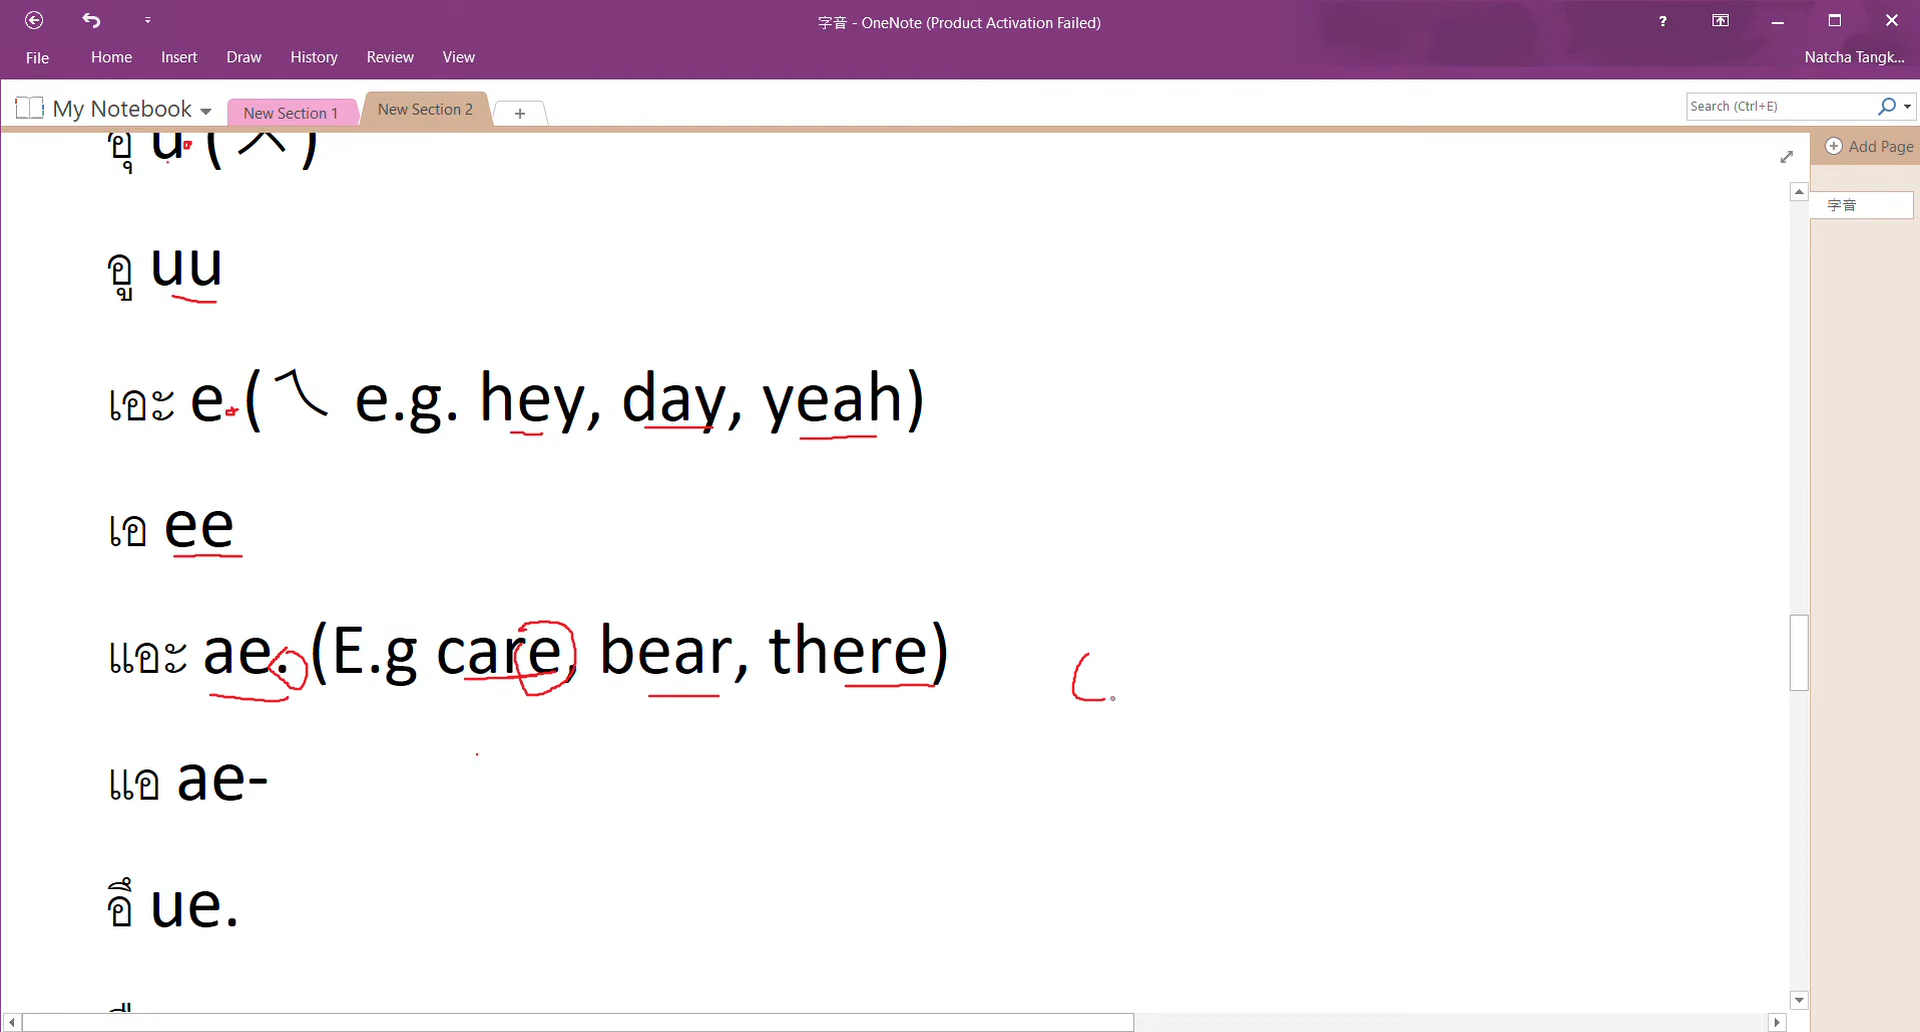 字音 - OneNote (Product Activation Failed)
?
File Home Insert Draw History Review View
Natcha Tangk...
My Notebook
New Section 1
New Section 2
+
Search (Ctrl+E)
Add Page
字音
อุ u. (ㄨ)
อู uu
เอะ e. (ㄟ e.g. hey, day, yeah)
เอ ee
แอะ ae. (E.g care, bear, there)
แอ ae-
อึ ue.